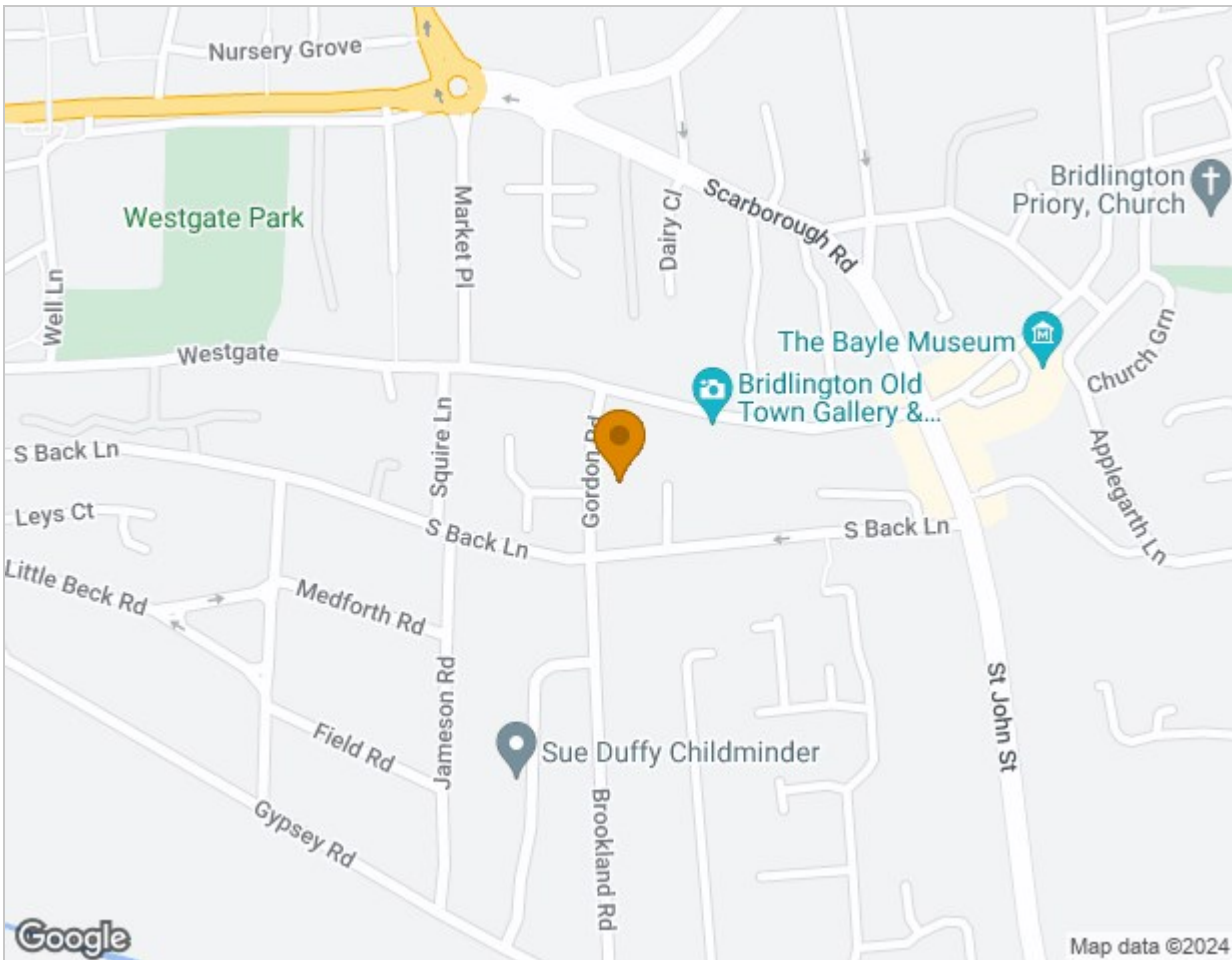 Nursery Grove
Westgate Park
Market Pl
Well Ln
Dairy Cl
Scarborough Rd
Bridlington
Priory, Church
Westgate
The Bayle Museum
Church Grn
Bridlington Old
Town Gallery &...
S Back Ln
Squire Ln
Gordon Rd
Applegarth Ln
Leys Ct
S Back Ln
S Back Ln
Little Beck Rd
Medforth Rd
Jameson Rd
St John St
Field Rd
Sue Duffy Childminder
Gypsey Rd
Brookland Rd
Google
Map data ©2024